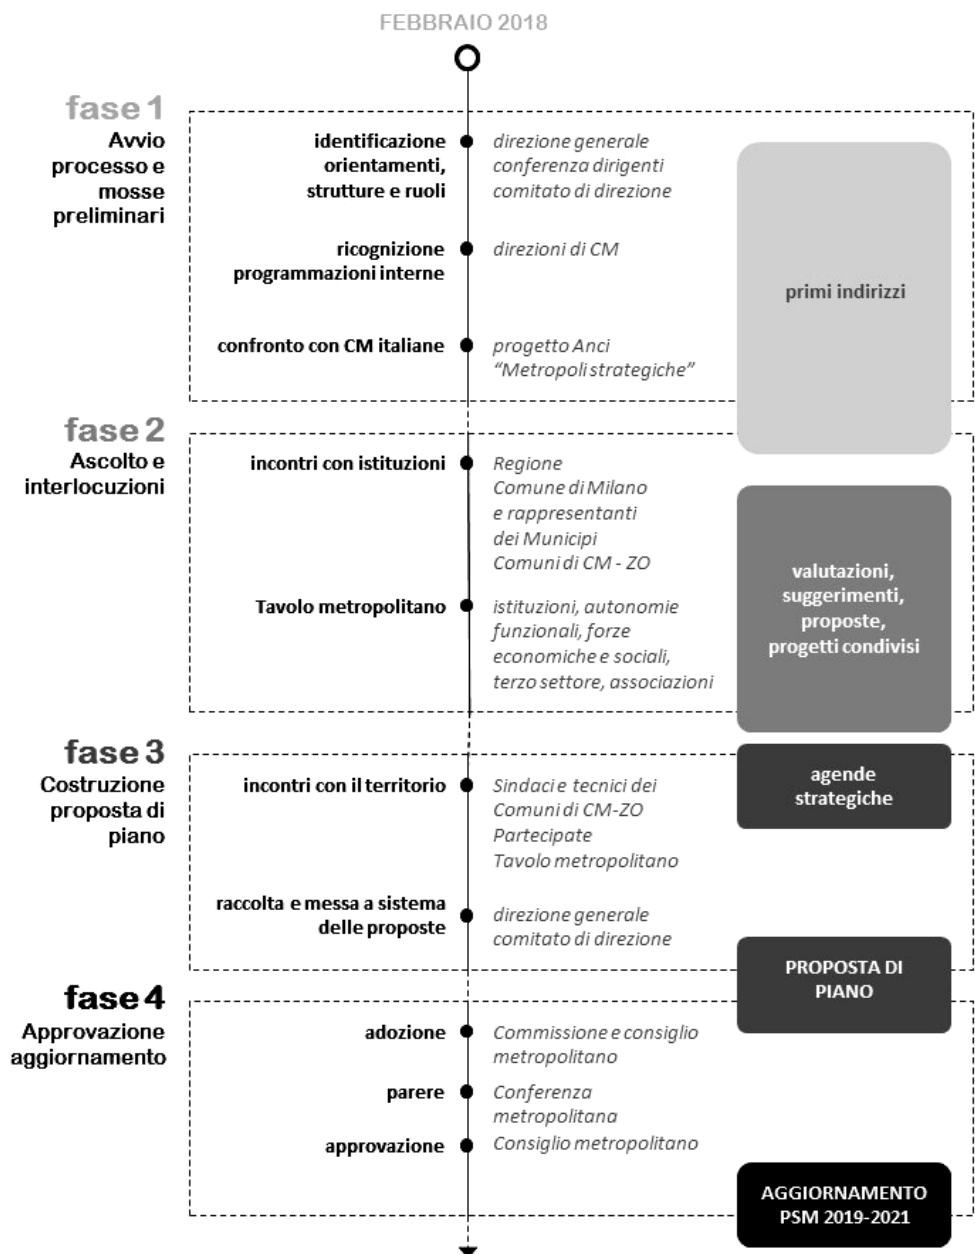 FEBBRAIO 2018
fase 1
Avvio
processo e
mosse
preliminari
identificazione
orientamenti,
strutture e ruoli
direzione generale
conferenza dirigenti
comitato di direzione
ricognizione
programmazioni interne
direzioni di CM
confronto con CM italiane
progetto Anci
“Metropoli strategiche”
primi indirizzi
fase 2
Ascolto e
interlocuzioni
incontri con istituzioni
Regione
Comune di Milano
e rappresentanti
dei Municipi
Comuni di CM - ZO
Tavolo metropolitano
istituzioni, autonomie
funzionali, forze
economiche e sociali,
terzo settore, associazioni
valutazioni,
suggerimenti,
proposte,
progetti condivisi
fase 3
Costruzione
proposta di
piano
incontri con il territorio
Sindaci e tecnici dei
Comuni di CM-ZO
Partecipate
Tavolo metropolitano
raccolta e messa a sistema
delle proposte
direzione generale
comitato di direzione
agende
strategiche
PROPOSTA DI
PIANO
fase 4
Approvazione
aggiornamento
adozione
Commissione e consiglio
metropolitano
parere
Conferenza
metropolitana
approvazione
Consiglio metropolitano
AGGIORNAMENTO
PSM 2019-2021